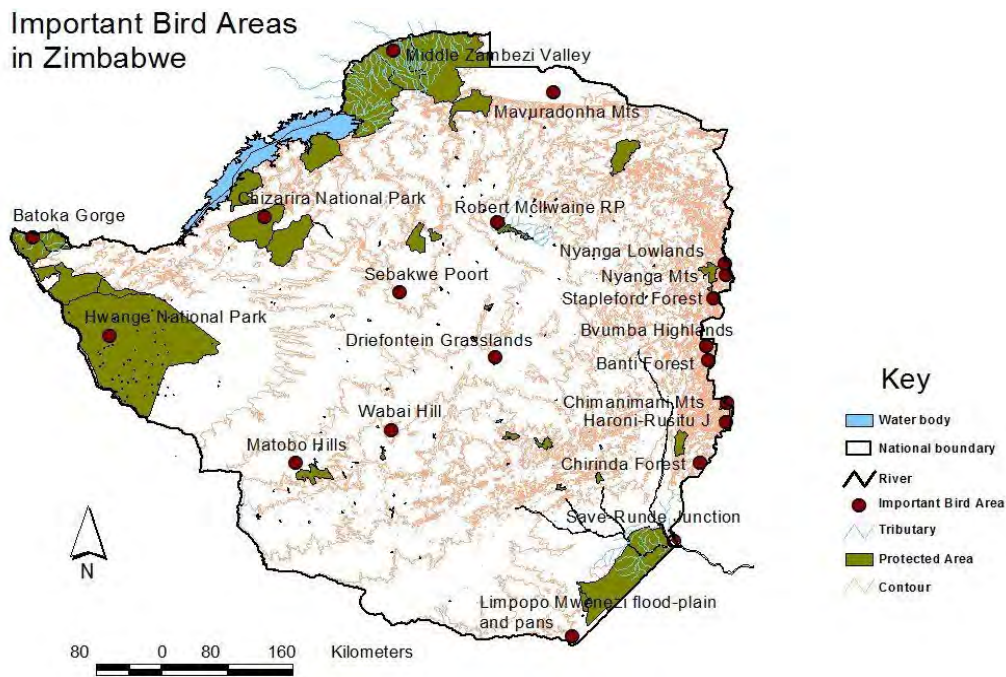 Important Bird Areas
in Zimbabwe
Middle Zambezi Valley
Mavuradonha Mts
Chizarira National Park
Robert McIlwaine RP
Batoka Gorge
Nyanga Lowlands
Nyanga Mts
Sebakwe Poort
Stapleford Forest
Hwange National Park
Bvumba Highlands
Driefontein Grasslands
Banti Forest
Chimanimani Mts
Wabai Hill
Haroni-Rusitu J
Matobo Hills
Chirinda Forest
Save-Runde Junction
Limpopo Mwenezi flood-plain
and pans
N
80 0 80 160 Kilometers
Key
Water body
National boundary
River
Important Bird Area
Tributary
Protected Area
Contour